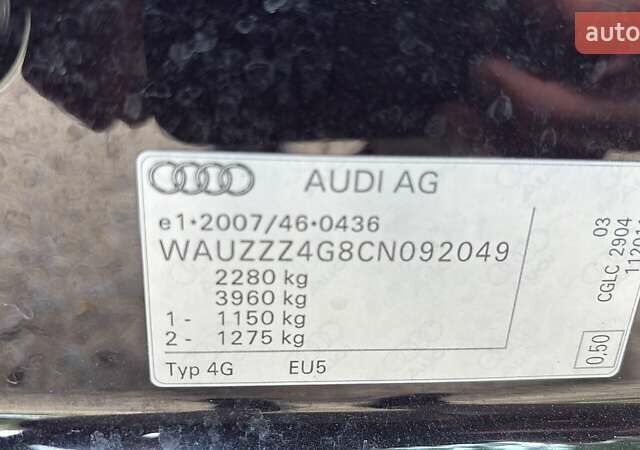 auto
AUDI AG
e1*2007/46*0436
WAUZZZ4G8CN092049
2280 kg
3960 kg
1 - 1150 kg
2 - 1275 kg
Typ 4G EU5
03
CGLC 2904
0,50